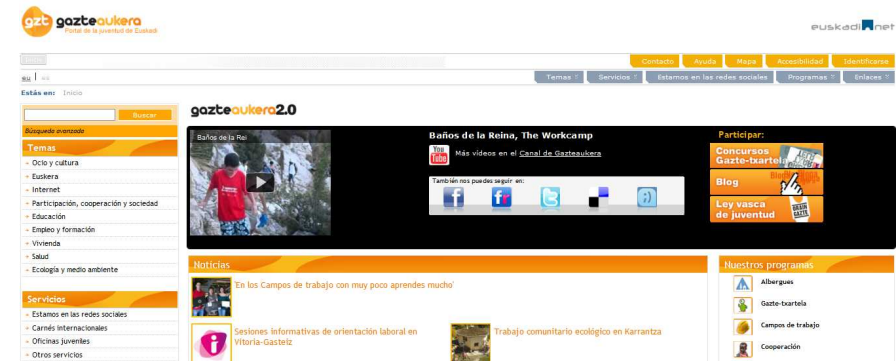 gzt gazteaukera
Portal de la juventud de Euskadi
euskadi net
Contacto Ayuda Mapa Accesibilidad Identificarse
eu | es
Temas Servicios Estamos en las redes sociales Programas Enlaces
Estás en: Inicio
Buscar
Búsqueda avanzada
Temas
Ocio y cultura
Euskera
Internet
Participación, cooperación y sociedad
Educación
Empleo y formación
Vivienda
Salud
Ecología y medio ambiente
Servicios
Estamos en las redes sociales
Carnés internacionales
Oficinas juveniles
Otros servicios
gazteaukera2.0
Baños de la Rei
Baños de la Reina, The Workcamp
You Tube
Más vídeos en el Canal de Gazteaukera
También nos puedes seguir en:
Participar:
Concursos
Gazte-txartela
Blog
Ley vasca
de juventud
Noticias
'En los Campos de trabajo con muy poco aprendes mucho'
Sesiones informativas de orientación laboral en
Vitoria-Gasteiz
Trabajo comunitario ecológico en Karrantza
Nuestros programas
Albergues
Gazte-txartela
Campos de trabajo
Cooperación